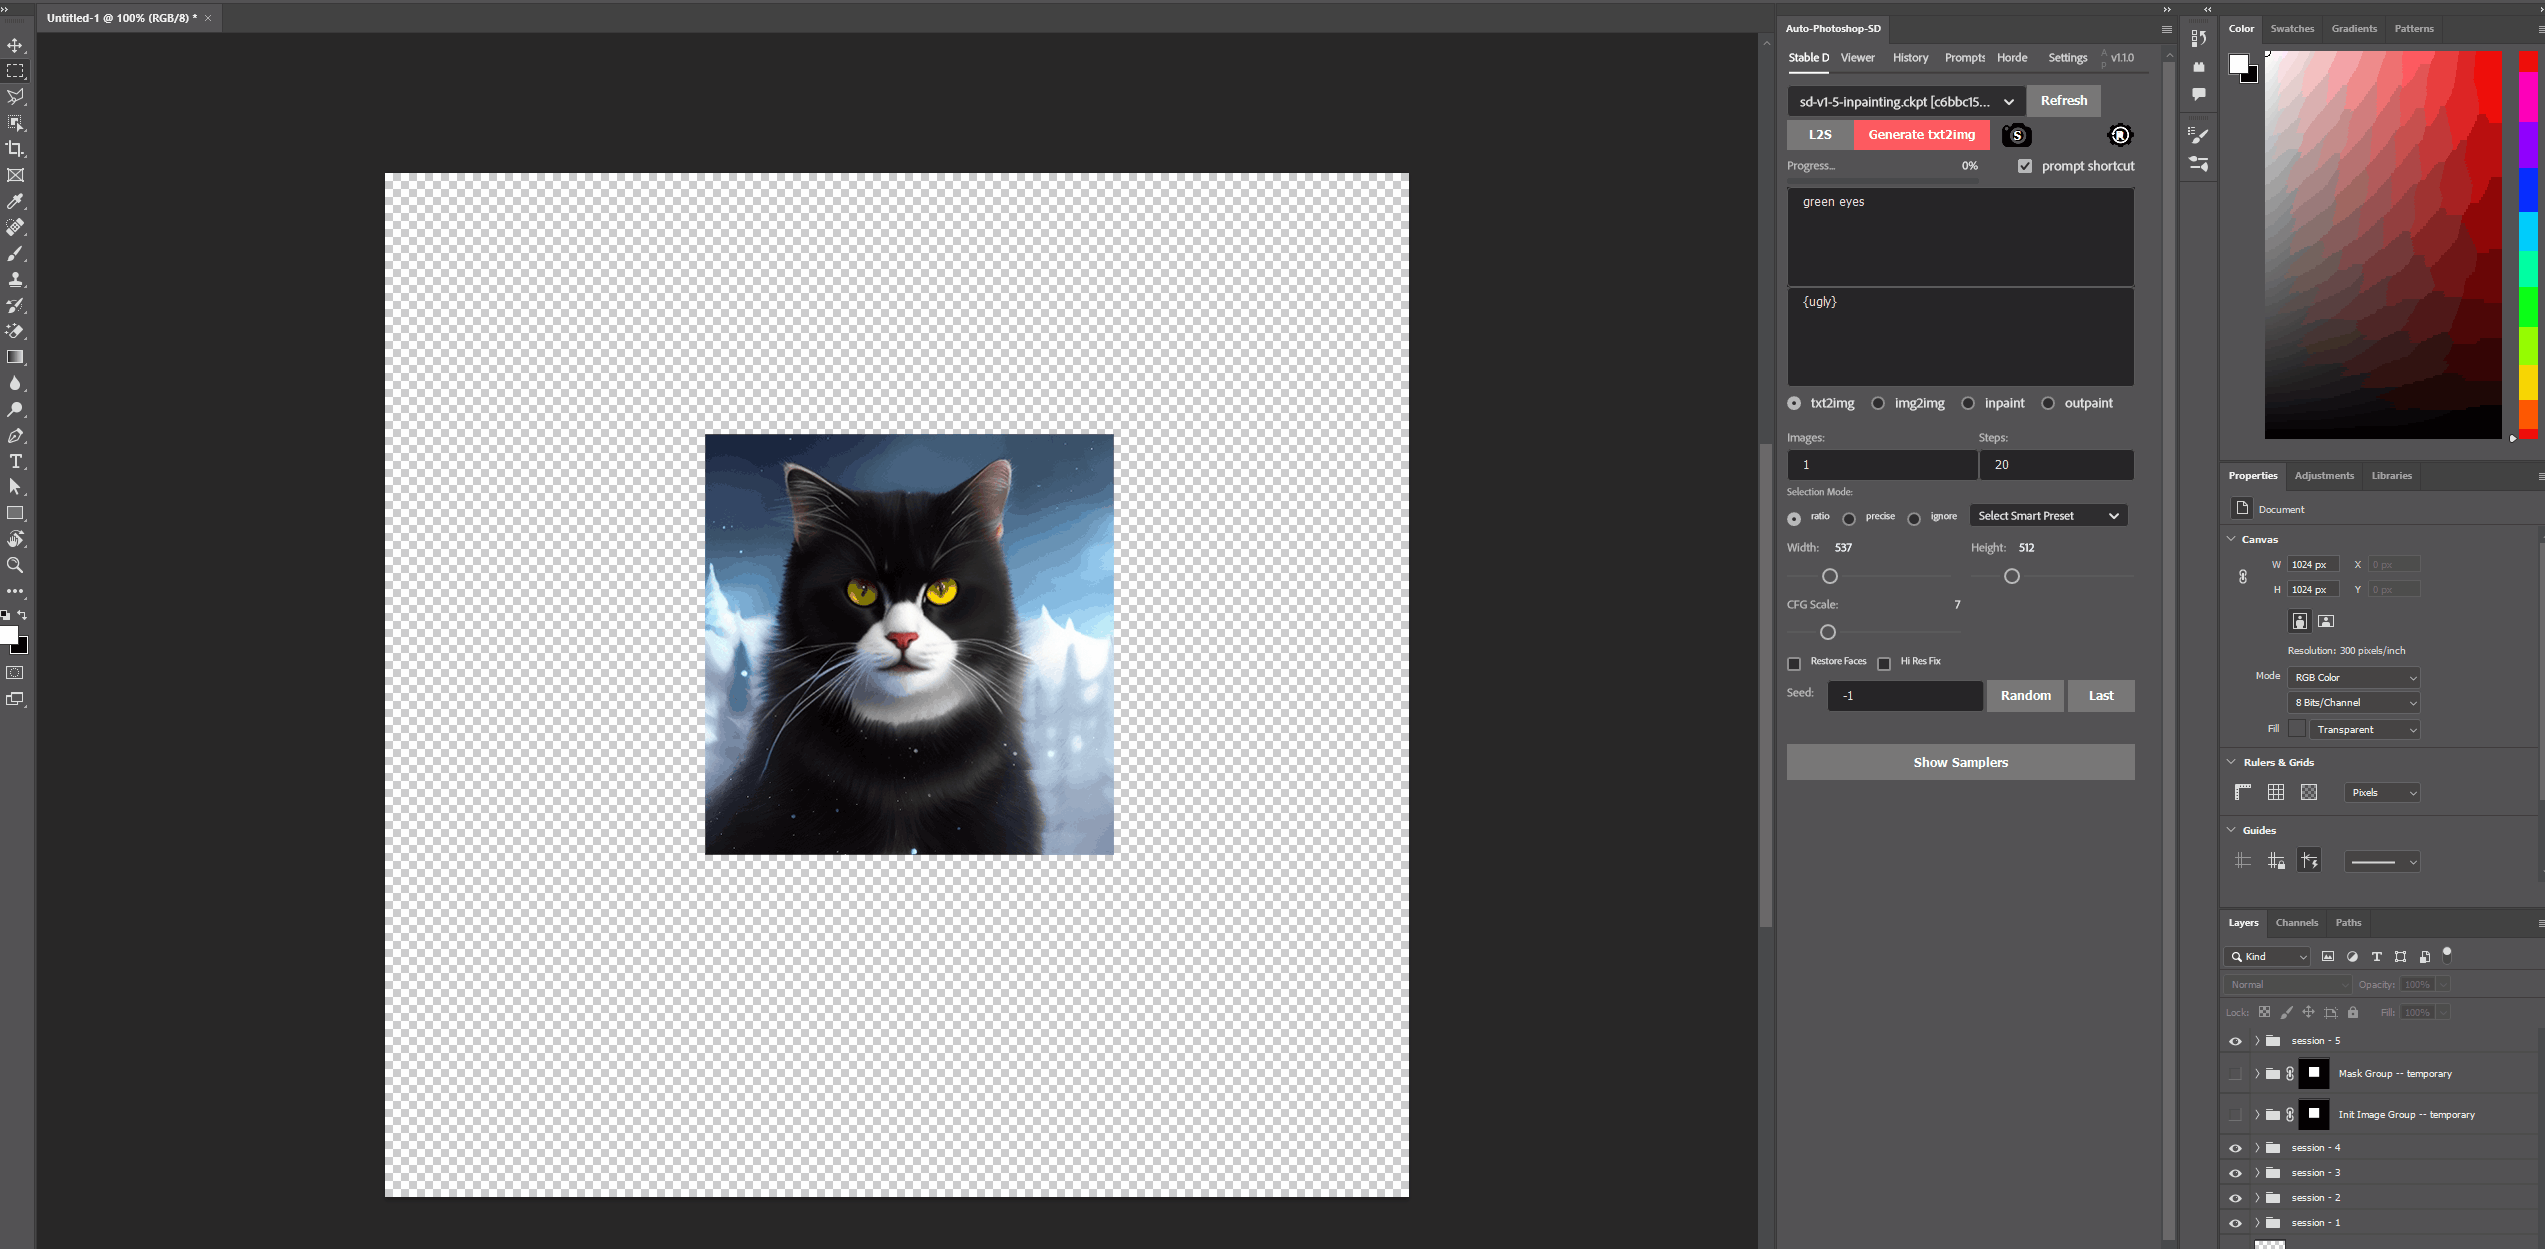 Untitled-1 @ 100% (RGB/8) * ×
Auto-Photoshop-SD
Stable D Viewer History Prompts Horde Settings v1.1.0
sd-v1-5-inpainting.ckpt [c6bbc15... Refresh
L2S Generate txt2img S
Progress... 0% prompt shortcut
green eyes
{ugly}
txt2img img2img inpaint outpaint
Images: Steps:
1 20
Selection Mode:
ratio precise ignore Select Smart Preset
Width: 537 Height: 512
CFG Scale: 7
Restore Faces Hi Res Fix
Seed: -1 Random Last
Show Samplers
Color Swatches Gradients Patterns
Properties Adjustments Libraries
Document
Canvas
W 1024 px X 0 px
H 1024 px Y 0 px
Resolution: 300 pixels/inch
Mode RGB Color
8 Bits/Channel
Fill Transparent
Rulers & Grids
Pixels
Guides
Layers Channels Paths
Kind
Normal Opacity: 100%
Lock: Fill: 100%
session - 5
Mask Group -- temporary
Init Image Group -- temporary
session - 4
session - 3
session - 2
session - 1